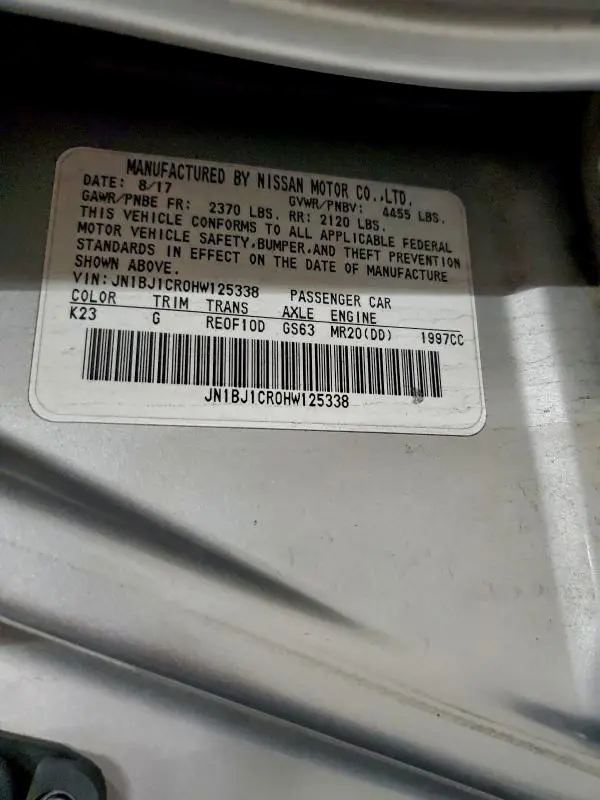 MANUFACTURED BY NISSAN MOTOR CO.,LTD.
DATE: 8/17 GVWR/PNBV: 4455 LBS.
GAWR/PNBE FR: 2370 LBS. RR: 2120 LBS.
THIS VEHICLE CONFORMS TO ALL APPLICABLE FEDERAL
MOTOR VEHICLE SAFETY,BUMPER,AND THEFT PREVENTION
STANDARDS IN EFFECT ON THE DATE OF MANUFACTURE
SHOWN ABOVE.
VIN:JN1BJ1CR0HW125338 PASSENGER CAR
COLOR TRIM TRANS AXLE ENGINE
K23 G RE0F10D GS63 MR20(DD) 1997CC
JN1BJ1CR0HW125338